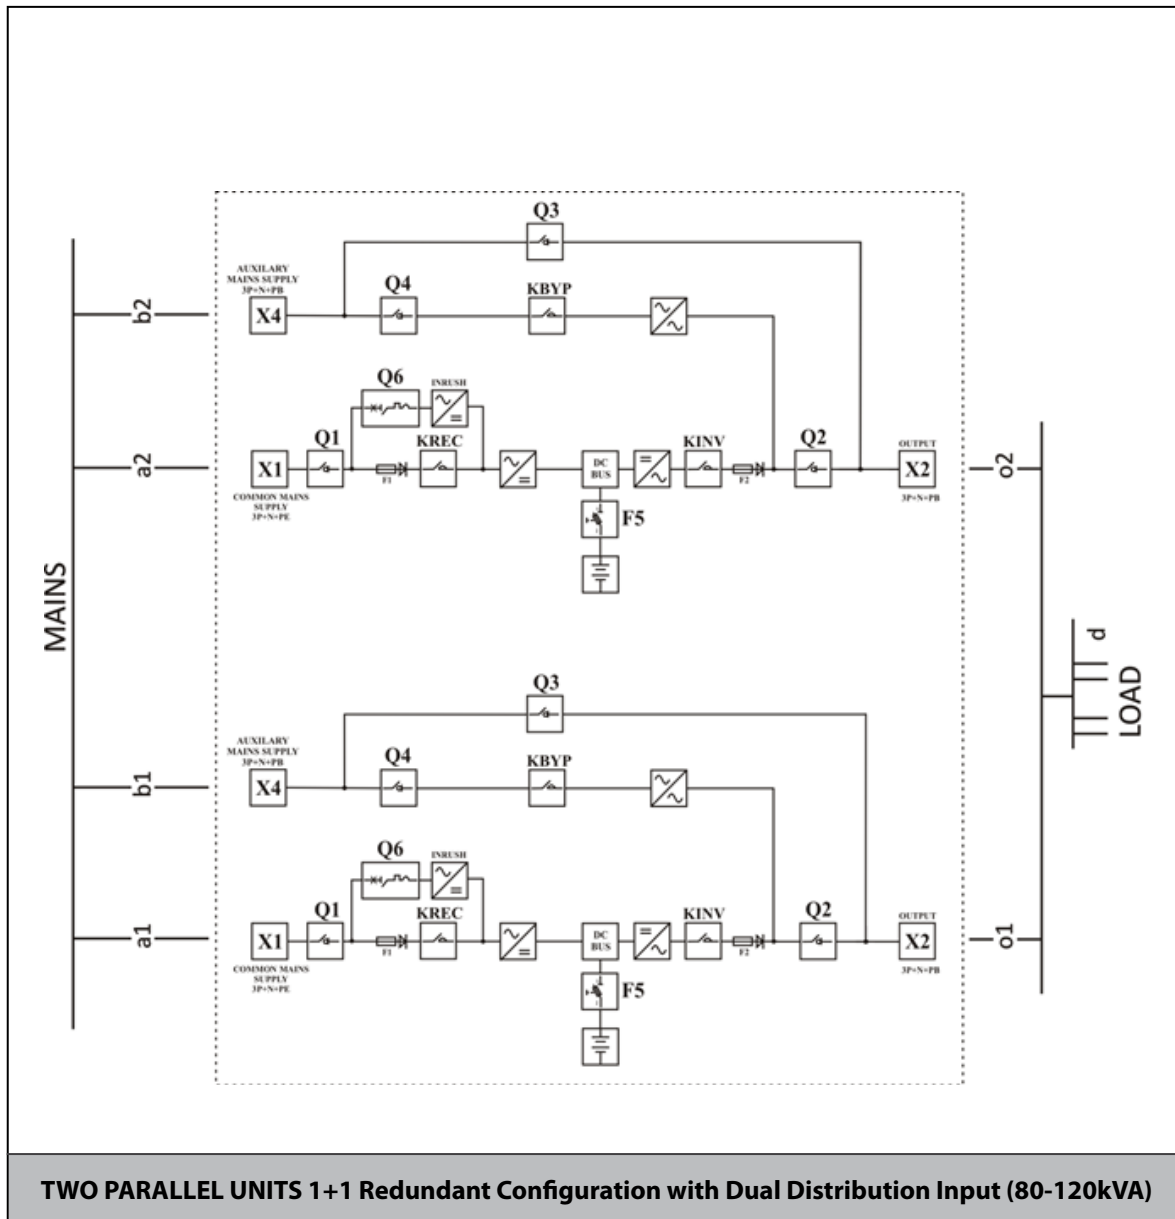 Q3
AUXILARY
MAINS SUPPLY
3P+N+PB
Q4
KBYP
X4
b2
Q6
INRUSH
Q1
KREC
KINV
Q2
OUTPUT
a2
X1
F1
DC
BUS
F2
X2
o2
COMMON MAINS
SUPPLY
3P+N+PE
3P+N+PB
F5
MAINS
d
LOAD
Q3
AUXILARY
MAINS SUPPLY
3P+N+PB
Q4
KBYP
X4
b1
Q6
INRUSH
Q1
KREC
KINV
Q2
OUTPUT
a1
X1
F1
DC
BUS
F2
X2
o1
COMMON MAINS
SUPPLY
3P+N+PE
3P+N+PB
F5
TWO PARALLEL UNITS 1+1 Redundant Configuration with Dual Distribution Input (80-120kVA)